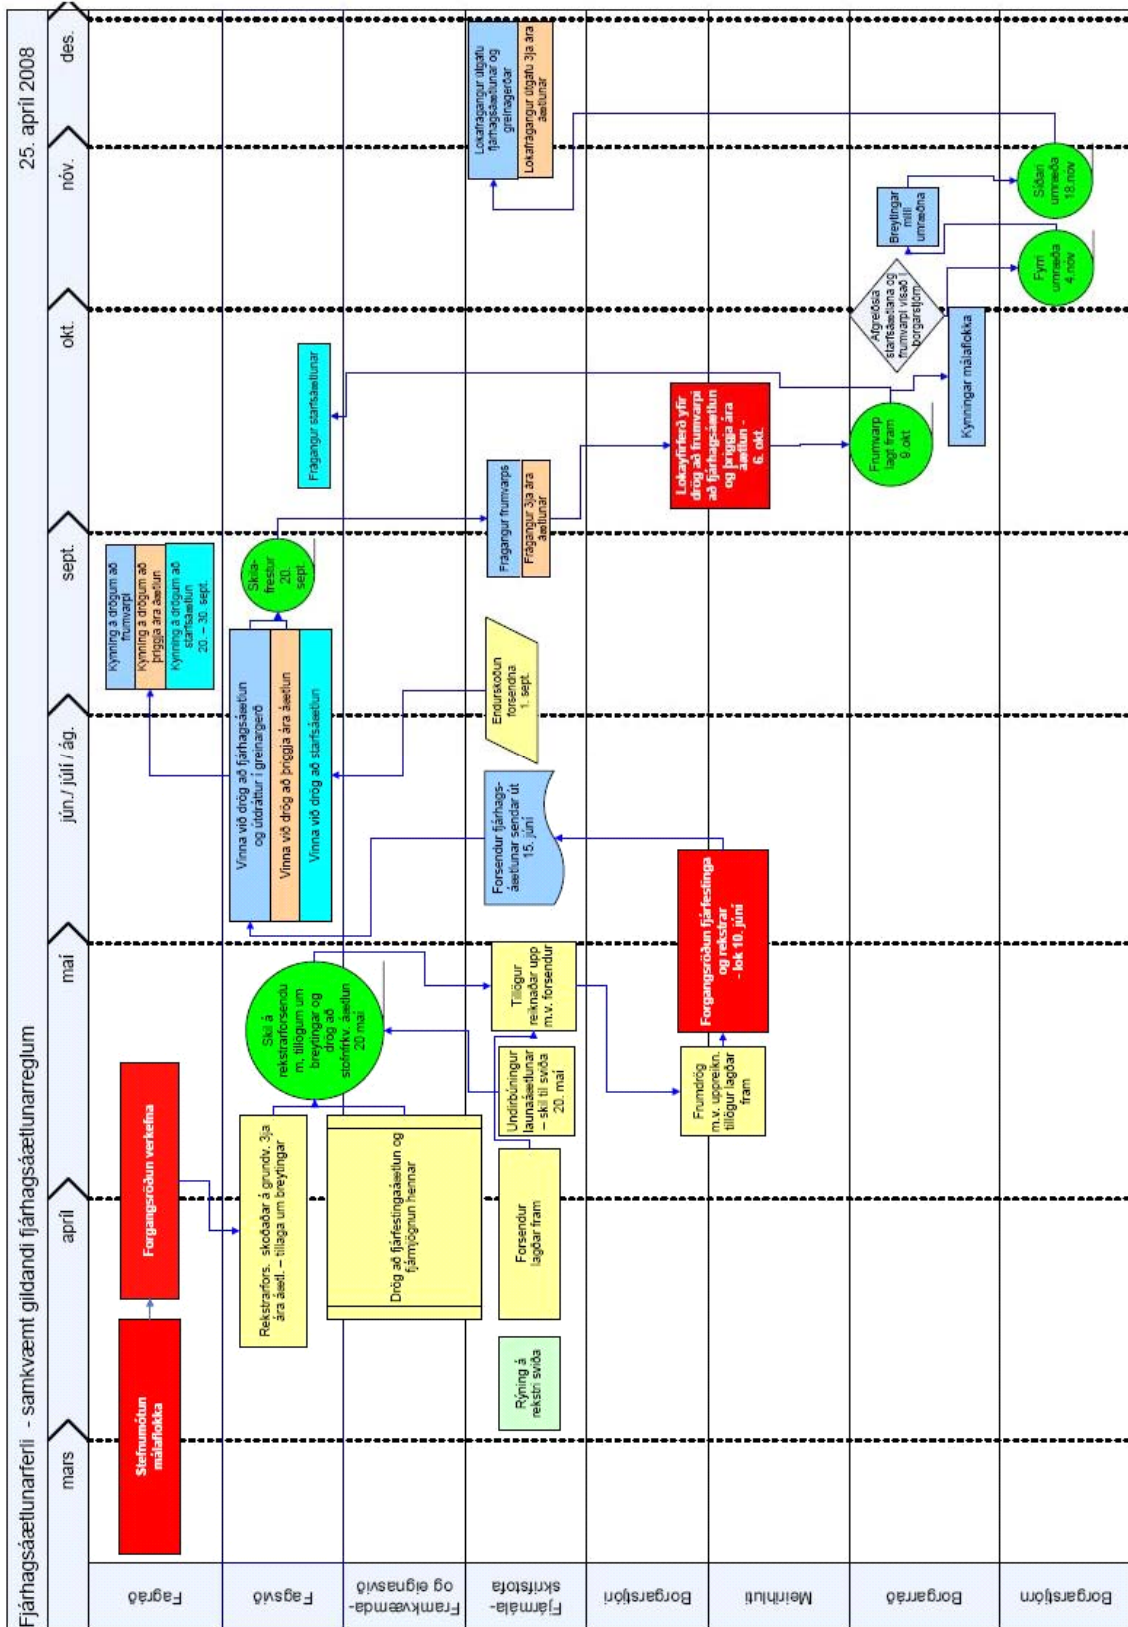 Fjárhagsáætlunarferli - samkvæmt gildandi fjárhagsáætlunarreglum
25. apríl 2008
mars
apríl
maí
jún./ júlí / ág.
sept.
okt.
nóv.
des.
Fagráð
Stefnumótun
málaflokka
Forgangsröðun verkefna
Kynning á drögum að
frumvarpi
Kynning á drögum að
þriggja ára áætlun
Kynning á drögum að
starfsáætlun
20. – 30. sept.
Fagsvið
Rekstrarfors. skoðaðar á grundv. 3ja
ára áætl. – tillaga um breytingar
Skil á
rekstrarforsendu
m, tillögum um
breytingar og
drög að
stofnfrkv. áætlun
20 maí
Vinna við drög að fjárhagsáætlun
og útdráttur í greinargerð
Vinna við drög að þriggja ára áætlun
Vinna við drög að starfsáætlun
Skila-
frestur
20.
sept.
Frágangur starfsáætlunar
Framkvæmda-
og eignasvið
Drög að fjárfestingaáætlun og
fjármögnun hennar
Fjármála-
skrifstofa
Rýning á
rekstri sviða
Forsendur
lagðar fram
Undirbúningur
launaáætlunar
– skil til sviða
20. maí
Tillögur
reiknaðar upp
m.v. forsendur
Forsendur fjárhags-
áætlunar sendar út
15. júní
Endurskoðun
forsendna
1. sept.
Frágangur frumvarps
Frágangur 3ja ára
áætlunar
Lokafrágangur útgáfu
fjárhagsáætlunar og
greinagerðar
Lokafrágangur útgáfu 3ja ára
áætlunar
Borgarstjóri
Meirihluti
Frumdrög
m.v. uppreikn.
tillögur lagðar
fram
Forgangsröðun fjárfestinga
og rekstrar
- lok 10. júní
Lokayfirferð yfir
drög að frumvarpi
að fjárhagsáætlun
og þriggja ára
áætlun -
6. okt.
Borgarráð
Frumvarp
lagt fram
9.okt
Kynningar málaflokka
Afgreiðsla
starfsáætlana og
frumvarpi vísað í
borgarstjórn
Breytingar
milli
umræðna
Borgarstjórn
Fyrri
umræða
4.nóv
Síðari
umræða
18.nóv